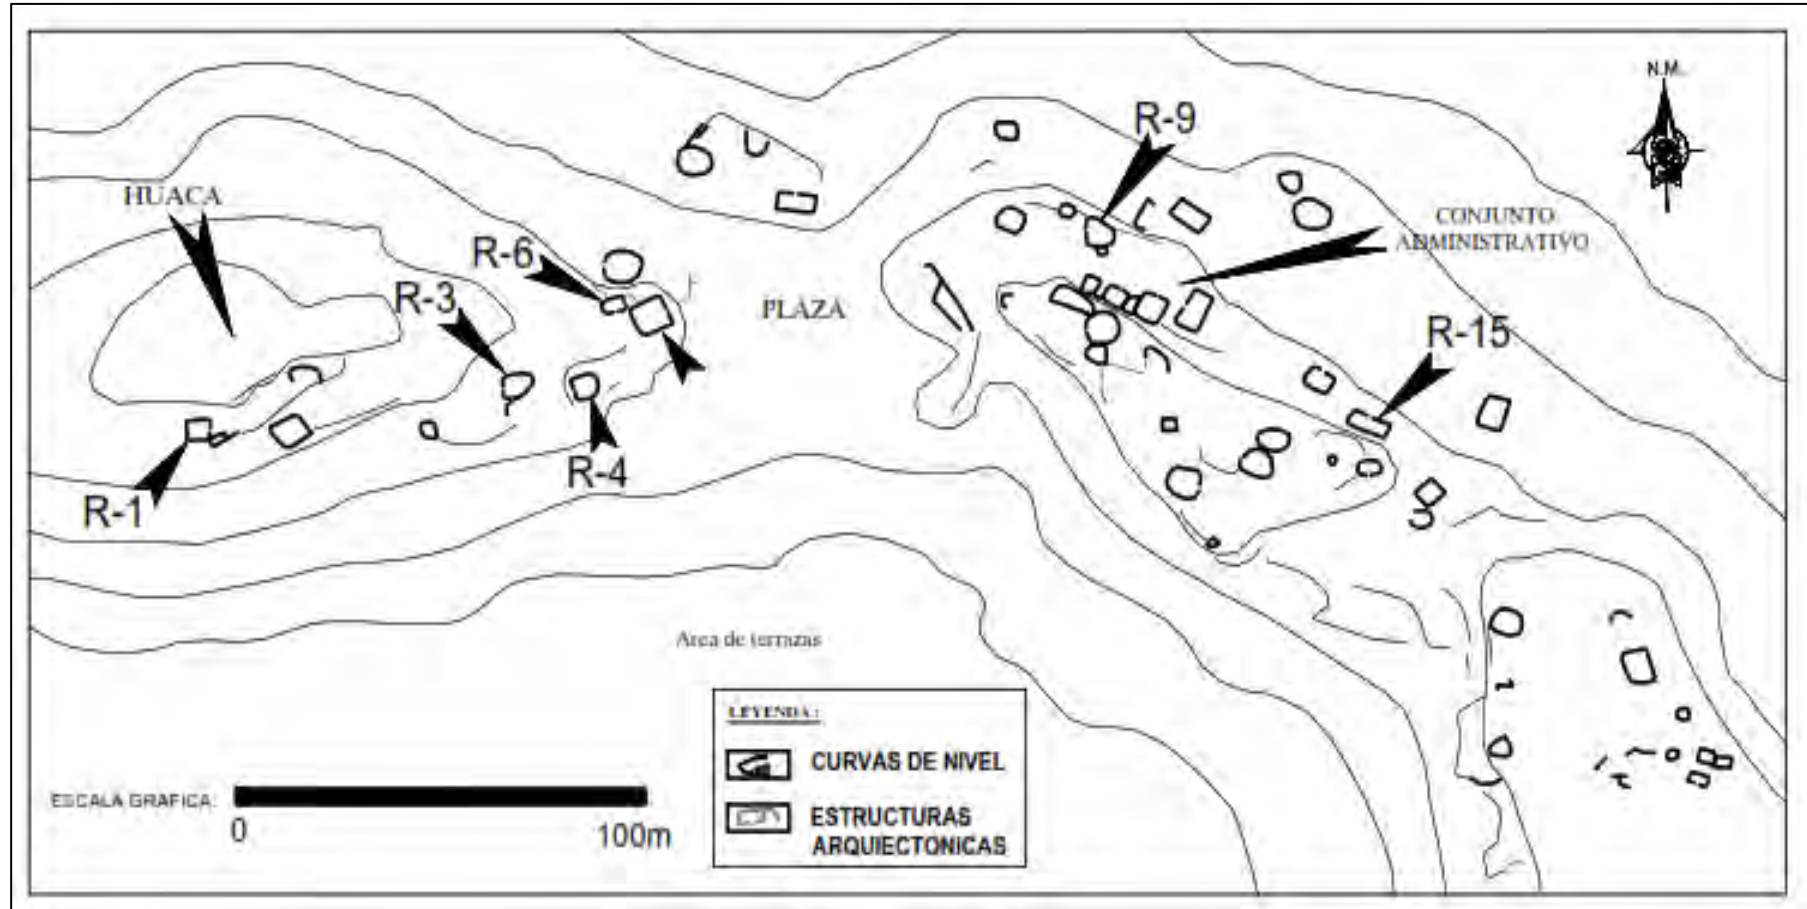 N.M.
R-9
HUACA
CONJUNTO
ADMINISTRATIVO
R-6
R-3
PLAZA
R-15
R-4
R-1
Area de terrazas
LEYENDA:
CURVAS DE NIVEL
ESCALA GRAFICA:
ESTRUCTURAS
ARQUIECTONICAS
0
100m